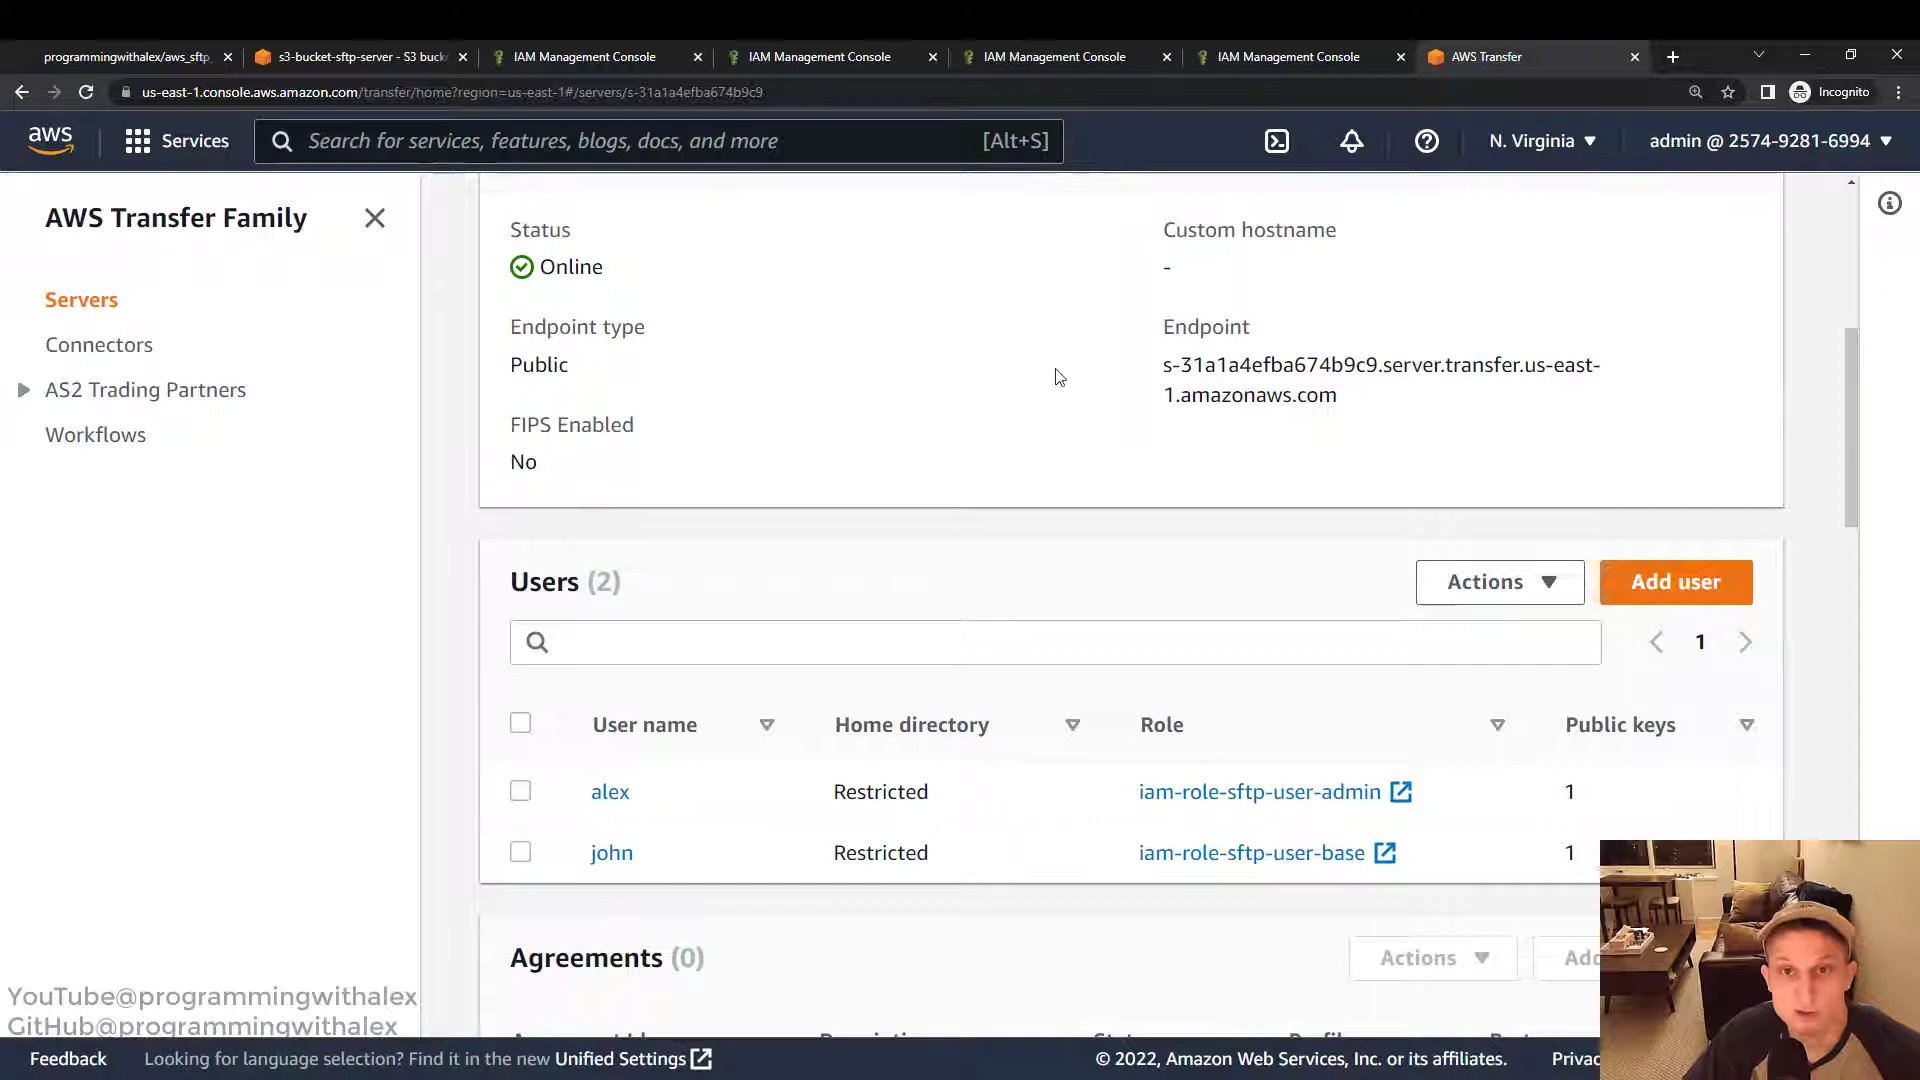 programmingwithalex/aws_sftp
s3-bucket-sftp-server - S3 buck
IAM Management Console
IAM Management Console
IAM Management Console
IAM Management Console
AWS Transfer
us-east-1.console.aws.amazon.com/transfer/home?region=us-east-1#/servers/s-31a1a4efba674b9c9
Incognito
aws
Services
Search for services, features, blogs, docs, and more
[Alt+S]
N. Virginia
admin @ 2574-9281-6994
AWS Transfer Family
Servers
Connectors
AS2 Trading Partners
Workflows
Status
Online
Custom hostname
-
Endpoint type
Public
Endpoint
s-31a1a4efba674b9c9.server.transfer.us-east-
1.amazonaws.com
FIPS Enabled
No
Users (2)
Actions
Add user
1
User name
Home directory
Role
Public keys
alex
Restricted
iam-role-sftp-user-admin
1
john
Restricted
iam-role-sftp-user-base
1
Agreements (0)
Actions
Add
YouTube@programmingwithalex
GitHub@programmingwithalex
Feedback
Looking for language selection? Find it in the new Unified Settings
© 2022, Amazon Web Services, Inc. or its affiliates.
Privac